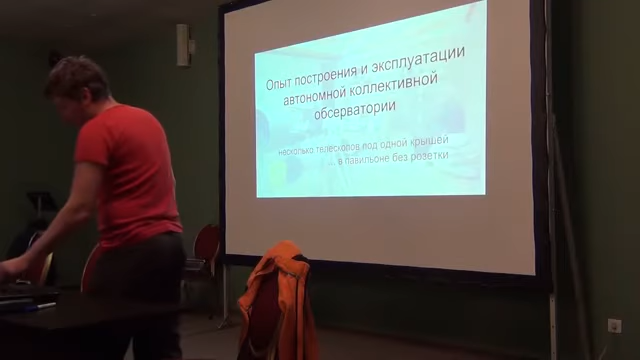 Опыт построения и эксплуатации
автономной коллективной
обсерватории
несколько телескопов под одной крышей
в павильоне без розетки